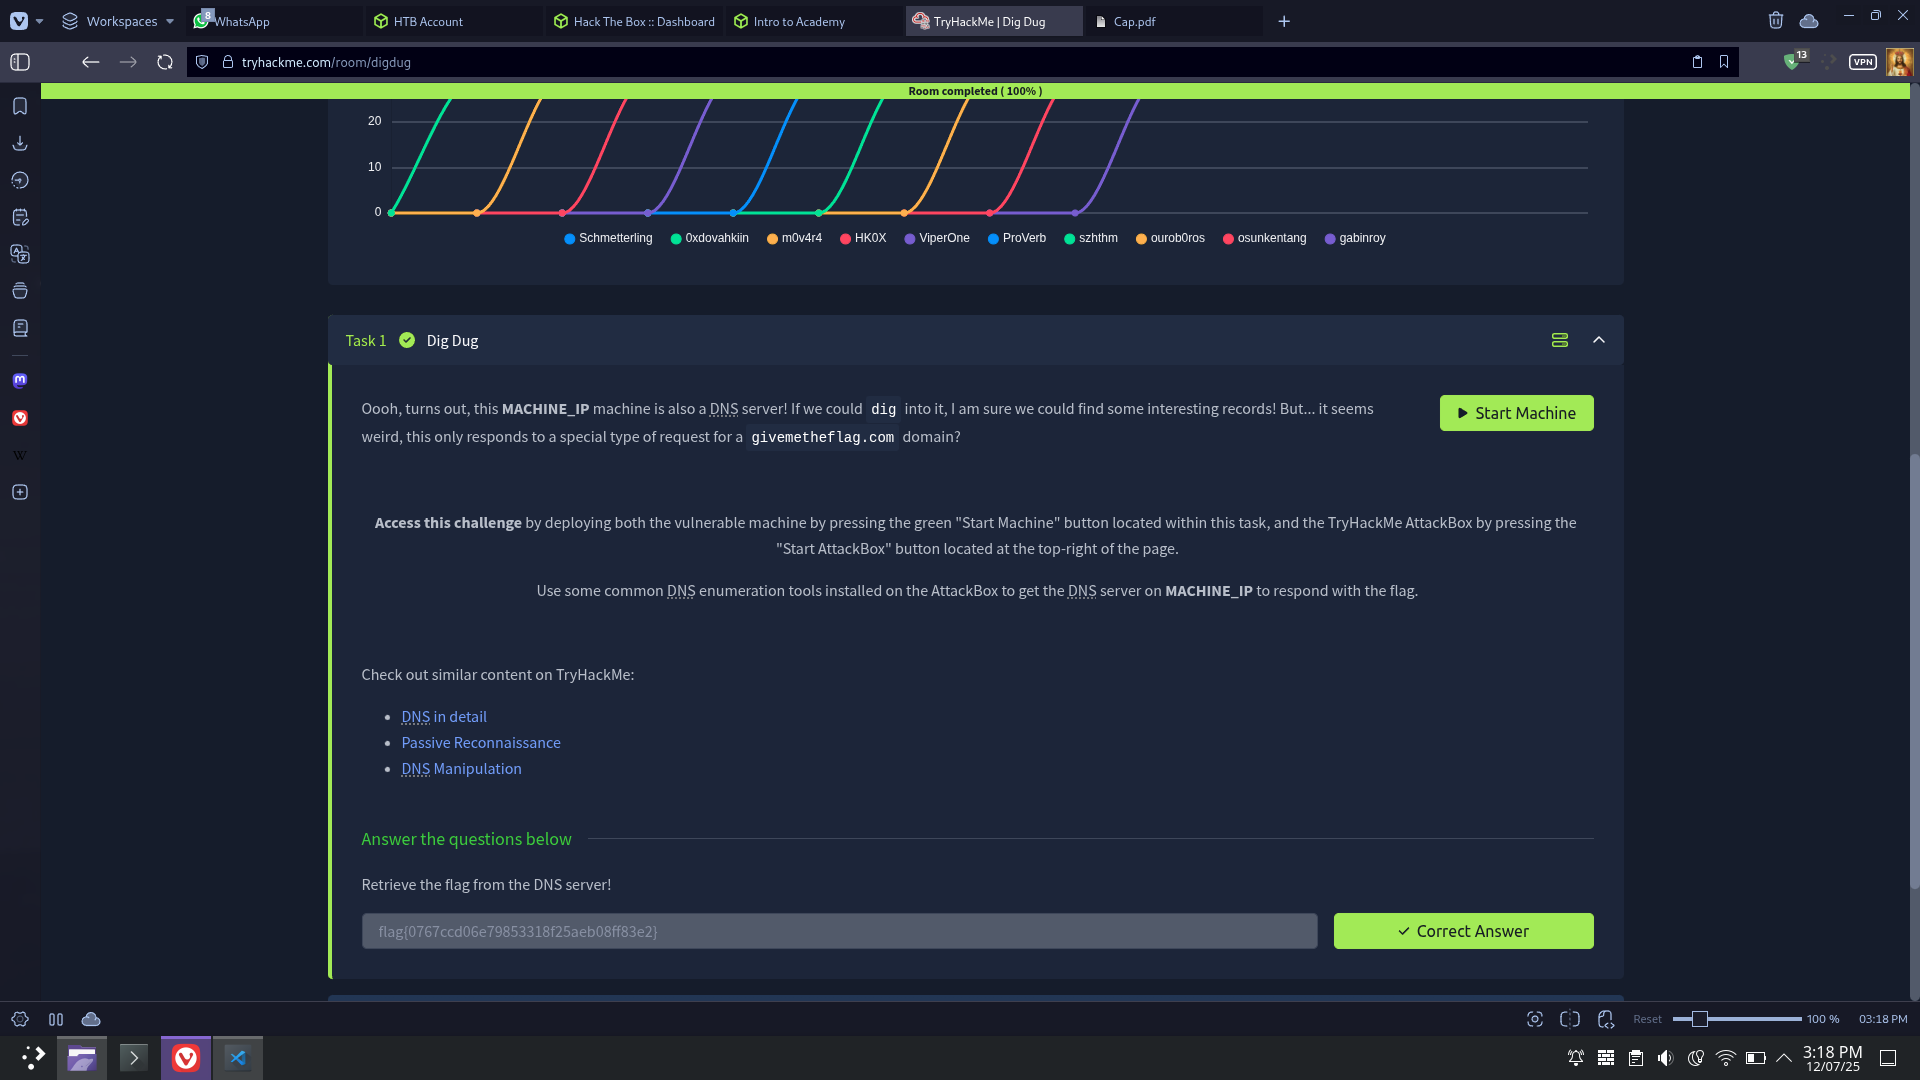 Workspaces
8
WhatsApp
HTB Account
Hack The Box :: Dashboard
Intro to Academy
TryHackMe | Dig Dug
Cap.pdf
tryhackme.com/room/digdug
13
VPN
Room completed ( 100% )
20
10
0
Schmetterling 0xdovahkiin m0v4r4 HK0X ViperOne ProVerb szhthm ourob0ros osunkentang gabinroy
Task 1 Dig Dug
Oooh, turns out, this MACHINE_IP machine is also a DNS server! If we could dig into it, I am sure we could find some interesting records! But... it seems
weird, this only responds to a special type of request for a givemetheflag.com domain?
Start Machine
Access this challenge by deploying both the vulnerable machine by pressing the green "Start Machine" button located within this task, and the TryHackMe AttackBox by pressing the
"Start AttackBox" button located at the top-right of the page.
Use some common DNS enumeration tools installed on the AttackBox to get the DNS server on MACHINE_IP to respond with the flag.
Check out similar content on TryHackMe:
DNS in detail
Passive Reconnaissance
DNS Manipulation
Answer the questions below
Retrieve the flag from the DNS server!
flag{0767ccd06e79853318f25aeb08ff83e2}
Correct Answer
W
Reset
100 %
03:18 PM
3:18 PM
12/07/25